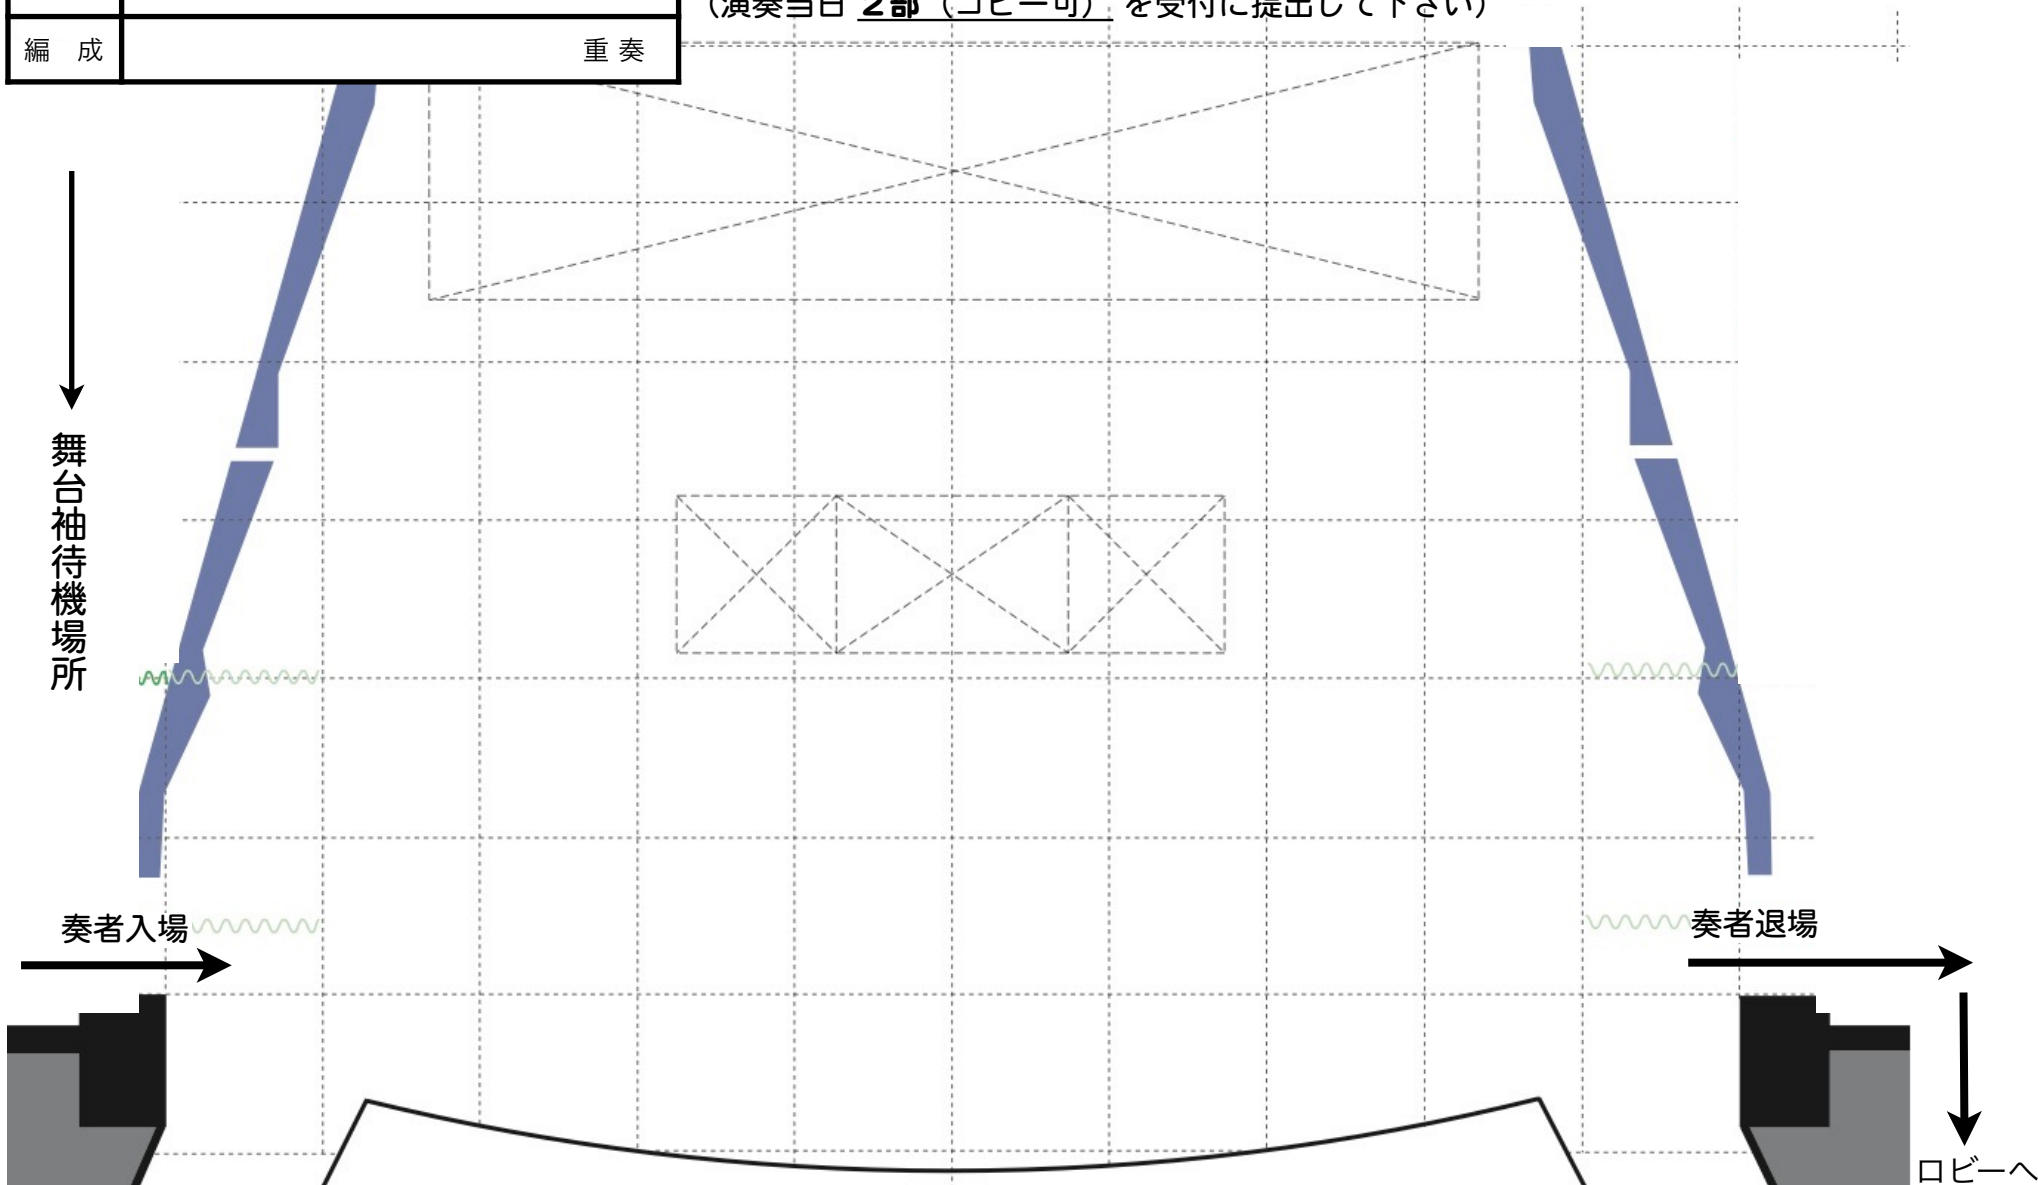 （演奏当日 ２部（コピー可） を受付に提出して下さい）
編　成　重 奏
舞台袖待機場所
奏者入場
奏者退場
ロビーへ